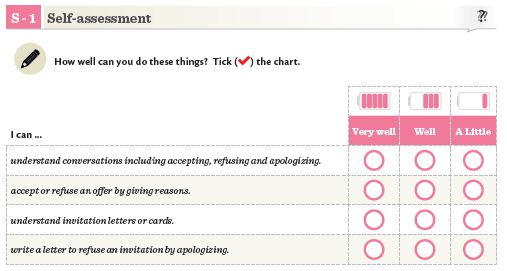 S - 1 Self-assessment
??
How well can you do these things? Tick (✓) the chart.
I can ...
Very well Well A Little
understand conversations including accepting, refusing and apologizing.
accept or refuse an offer by giving reasons.
understand invitation letters or cards.
write a letter to refuse an invitation by apologizing.